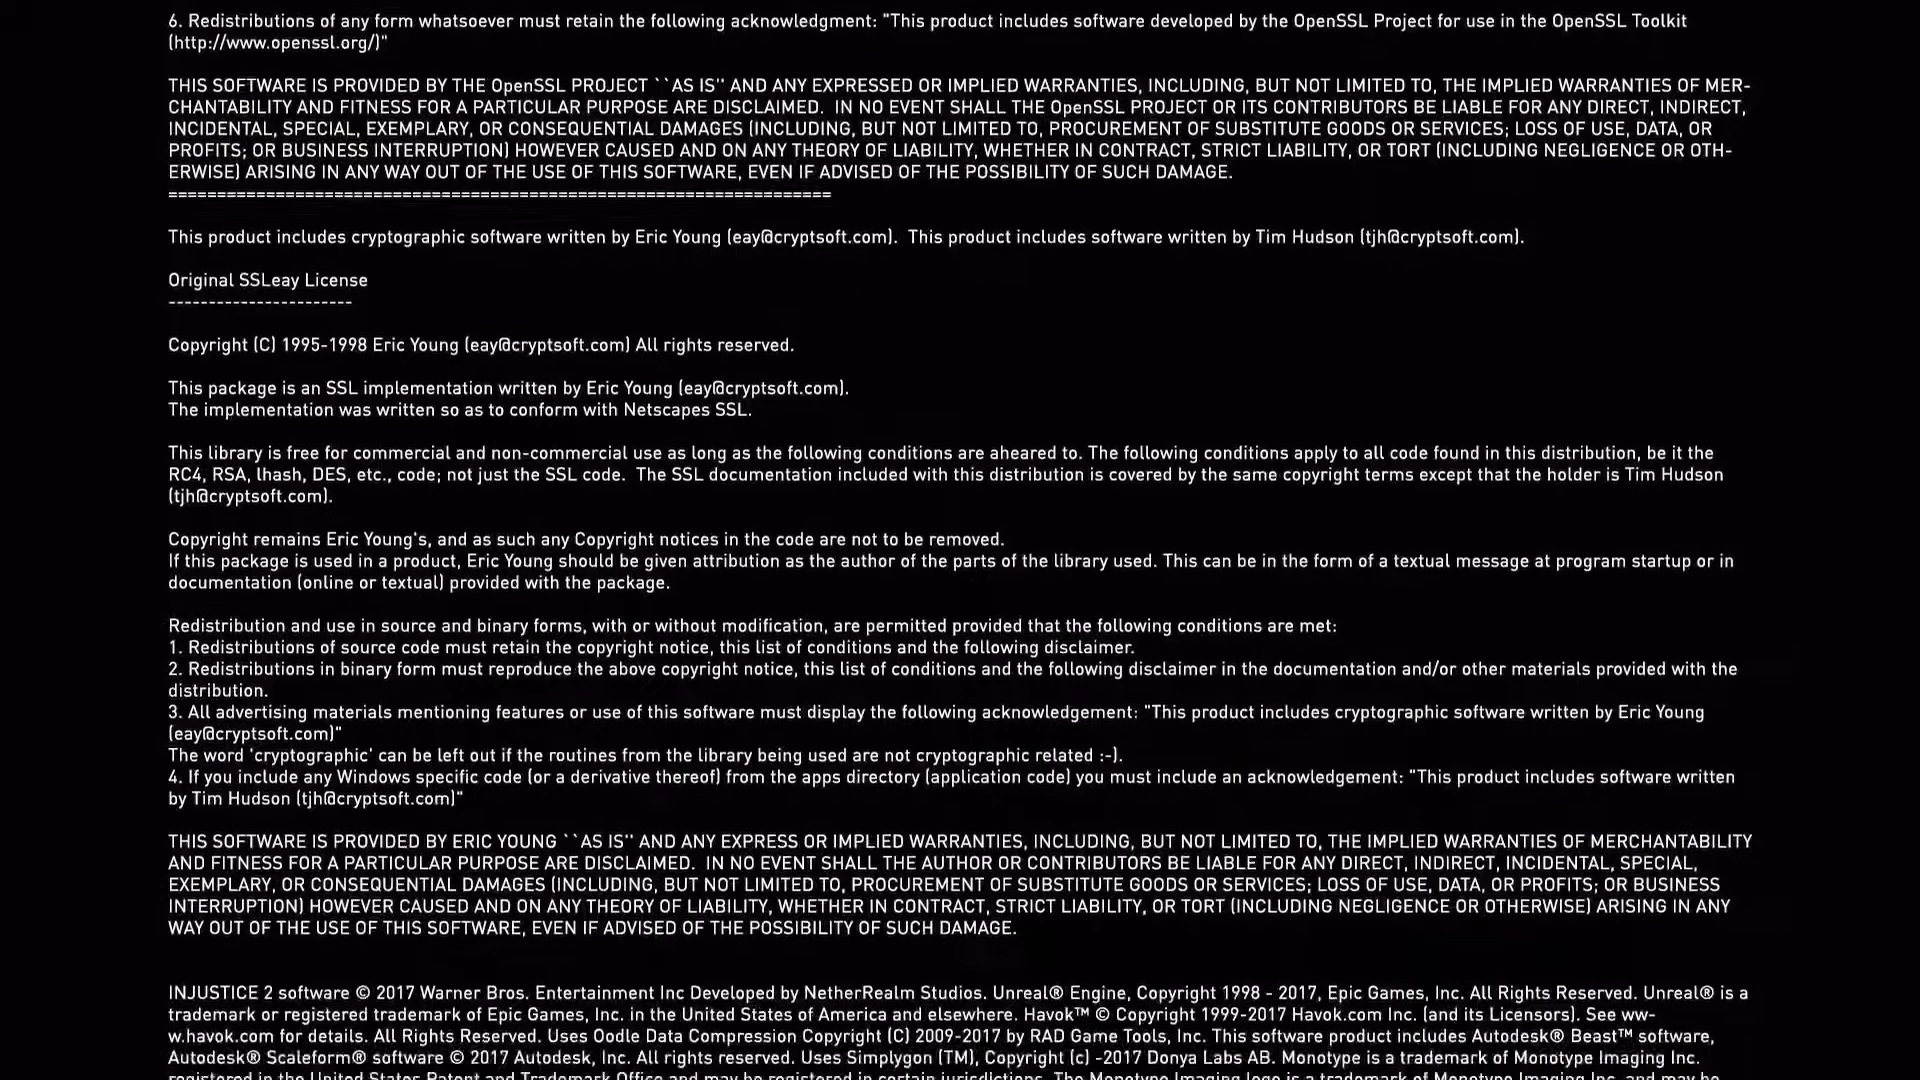 6. Redistributions of any form whatsoever must retain the following acknowledgment: "This product includes software developed by the OpenSSL Project for use in the OpenSSL Toolkit
(http://www.openssl.org/)"
THIS SOFTWARE IS PROVIDED BY THE OpenSSL PROJECT ``AS IS'' AND ANY EXPRESSED OR IMPLIED WARRANTIES, INCLUDING, BUT NOT LIMITED TO, THE IMPLIED WARRANTIES OF MER-
CHANTABILITY AND FITNESS FOR A PARTICULAR PURPOSE ARE DISCLAIMED.  IN NO EVENT SHALL THE OpenSSL PROJECT OR ITS CONTRIBUTORS BE LIABLE FOR ANY DIRECT, INDIRECT,
INCIDENTAL, SPECIAL, EXEMPLARY, OR CONSEQUENTIAL DAMAGES (INCLUDING, BUT NOT LIMITED TO, PROCUREMENT OF SUBSTITUTE GOODS OR SERVICES; LOSS OF USE, DATA, OR
PROFITS; OR BUSINESS INTERRUPTION) HOWEVER CAUSED AND ON ANY THEORY OF LIABILITY, WHETHER IN CONTRACT, STRICT LIABILITY, OR TORT (INCLUDING NEGLIGENCE OR OTH-
ERWISE) ARISING IN ANY WAY OUT OF THE USE OF THIS SOFTWARE, EVEN IF ADVISED OF THE POSSIBILITY OF SUCH DAMAGE.
====================================================================
This product includes cryptographic software written by Eric Young (eay@cryptsoft.com).  This product includes software written by Tim Hudson (tjh@cryptsoft.com).
Original SSLeay License
-----------------------
Copyright (C) 1995-1998 Eric Young (eay@cryptsoft.com) All rights reserved.
This package is an SSL implementation written by Eric Young (eay@cryptsoft.com).
The implementation was written so as to conform with Netscapes SSL.
This library is free for commercial and non-commercial use as long as the following conditions are aheared to. The following conditions apply to all code found in this distribution, be it the
RC4, RSA, lhash, DES, etc., code; not just the SSL code.  The SSL documentation included with this distribution is covered by the same copyright terms except that the holder is Tim Hudson
(tjh@cryptsoft.com).
Copyright remains Eric Young's, and as such any Copyright notices in the code are not to be removed.
If this package is used in a product, Eric Young should be given attribution as the author of the parts of the library used. This can be in the form of a textual message at program startup or in
documentation (online or textual) provided with the package.
Redistribution and use in source and binary forms, with or without modification, are permitted provided that the following conditions are met:
1. Redistributions of source code must retain the copyright notice, this list of conditions and the following disclaimer.
2. Redistributions in binary form must reproduce the above copyright notice, this list of conditions and the following disclaimer in the documentation and/or other materials provided with the
distribution.
3. All advertising materials mentioning features or use of this software must display the following acknowledgement: "This product includes cryptographic software written by Eric Young
(eay@cryptsoft.com)"
The word 'cryptographic' can be left out if the routines from the library being used are not cryptographic related :-).
4. If you include any Windows specific code (or a derivative thereof) from the apps directory (application code) you must include an acknowledgement: "This product includes software written
by Tim Hudson (tjh@cryptsoft.com)"
THIS SOFTWARE IS PROVIDED BY ERIC YOUNG ``AS IS'' AND ANY EXPRESS OR IMPLIED WARRANTIES, INCLUDING, BUT NOT LIMITED TO, THE IMPLIED WARRANTIES OF MERCHANTABILITY
AND FITNESS FOR A PARTICULAR PURPOSE ARE DISCLAIMED.  IN NO EVENT SHALL THE AUTHOR OR CONTRIBUTORS BE LIABLE FOR ANY DIRECT, INDIRECT, INCIDENTAL, SPECIAL,
EXEMPLARY, OR CONSEQUENTIAL DAMAGES (INCLUDING, BUT NOT LIMITED TO, PROCUREMENT OF SUBSTITUTE GOODS OR SERVICES; LOSS OF USE, DATA, OR PROFITS; OR BUSINESS
INTERRUPTION) HOWEVER CAUSED AND ON ANY THEORY OF LIABILITY, WHETHER IN CONTRACT, STRICT LIABILITY, OR TORT (INCLUDING NEGLIGENCE OR OTHERWISE) ARISING IN ANY
WAY OUT OF THE USE OF THIS SOFTWARE, EVEN IF ADVISED OF THE POSSIBILITY OF SUCH DAMAGE.
INJUSTICE 2 software © 2017 Warner Bros. Entertainment Inc Developed by NetherRealm Studios. Unreal® Engine, Copyright 1998 - 2017, Epic Games, Inc. All Rights Reserved. Unreal® is a
trademark or registered trademark of Epic Games, Inc. in the United States of America and elsewhere. Havok™ © Copyright 1999-2017 Havok.com Inc. (and its Licensors). See ww-
w.havok.com for details. All Rights Reserved. Uses Oodle Data Compression Copyright (C) 2009-2017 by RAD Game Tools, Inc. This software product includes Autodesk® Beast™ software,
Autodesk® Scaleform® software © 2017 Autodesk, Inc. All rights reserved. Uses Simplygon (TM), Copyright (c) -2017 Donya Labs AB. Monotype is a trademark of Monotype Imaging Inc.
registered in the United States Patent and Trademark Office and may be registered in certain jurisdictions. The Monotype Imaging logo is a trademark of Monotype Imaging Inc. and may be